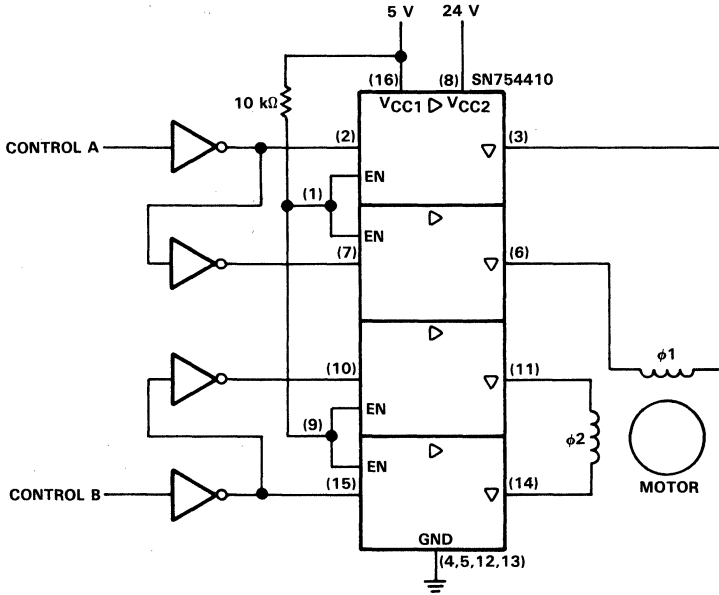 5 V 24 V
(16) (8) SN754410
10 kΩ VCC1 ▷ VCC2
CONTROL A (2) (3)
EN
(1)
EN
(7) (6)
ϕ1
(10) (11)
EN
(9) ϕ2
EN
MOTOR
CONTROL B (15) (14)
GND
(4,5,12,13)